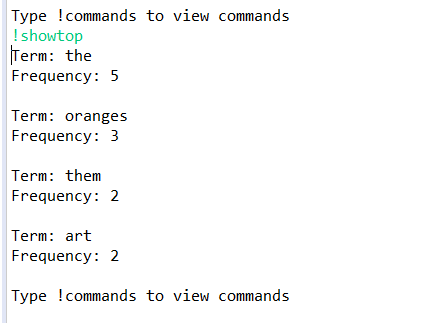 Type !commands to view commands
!showtop
Term: the
Frequency: 5
Term: oranges
Frequency: 3
Term: them
Frequency: 2
Term: art
Frequency: 2
Type !commands to view commands